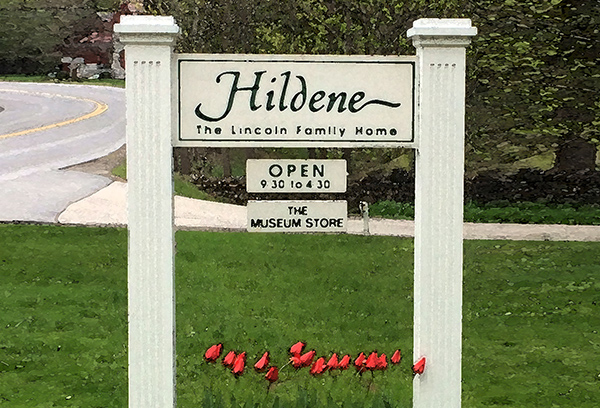 Hildene
The Lincoln Family Home
OPEN
9:30 to 4:30
THE
MUSEUM STORE